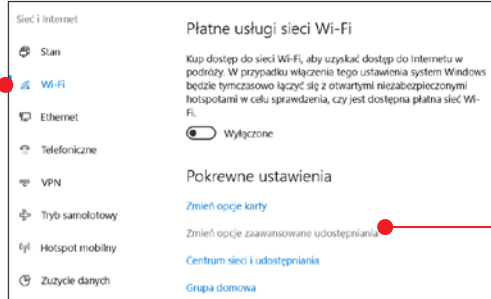 Sieć i Internet
Stan
Wi-Fi
Ethernet
Telefoniczne
VPN
Tryb samolotowy
Hotspot mobilny
Zużycie danych
Płatne usługi sieci Wi-Fi
Kup dostęp do sieci Wi-Fi, aby uzyskać dostęp do Internetu w
podróży. W przypadku włączenia tego ustawienia system Windows
będzie tymczasowo łączyć się z otwartymi niezabezpieczonymi
hotspotami w celu sprawdzenia, czy jest dostępna płatna sieć Wi-
Fi.
Wyłączone
Pokrewne ustawienia
Zmień opcje karty
Zmień opcje zaawansowane udostępniania
Centrum sieci i udostępniania
Grupa domowa